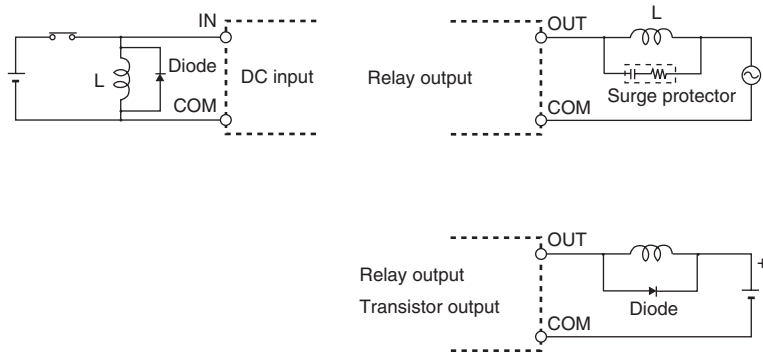 IN
L
Diode
DC input
COM
Relay output
OUT
L
Surge protector
COM
OUT
+
Relay output
Transistor output
Diode
COM